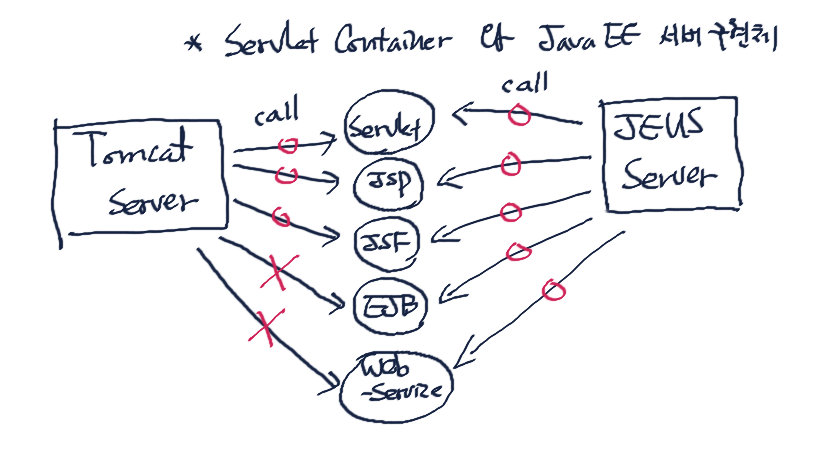 * Servlet Container 와 Java EE 서버 구현체
call
call
Tomcat
Server
Servlet
JSP
JSF
EJB
Web
-Service
JEUS
Server